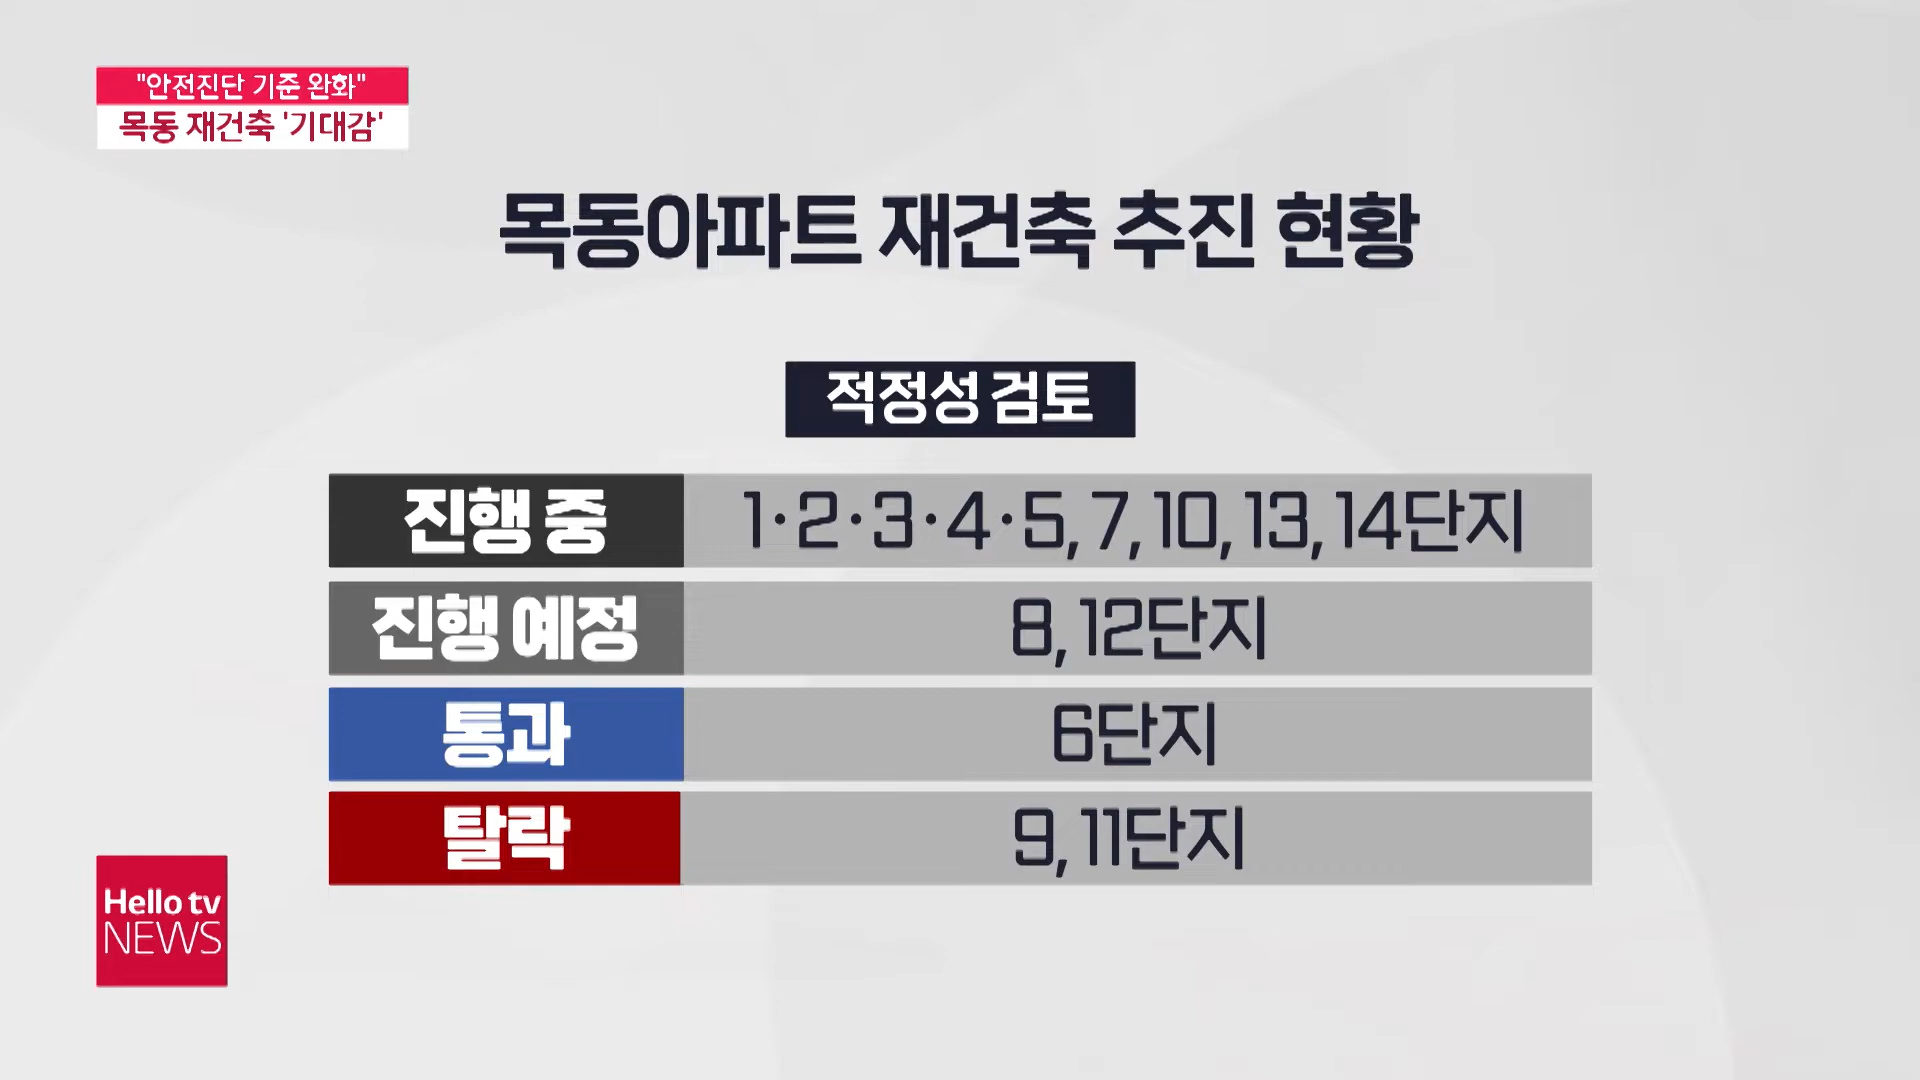 "안전진단 기준 완화"
목동 재건축 '기대감'
목동아파트 재건축 추진 현황
적정성 검토
진행 중 1·2·3·4·5, 7, 10, 13, 14단지
진행 예정 8, 12단지
통과 6단지
탈락 9, 11단지
Hello tv
NEWS